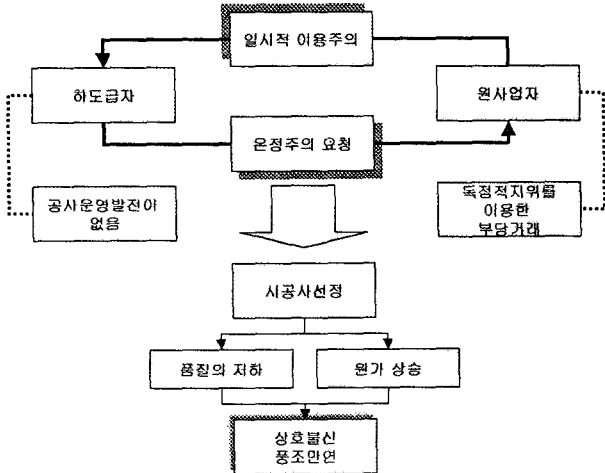 일시적 이용주의
하도급자
원사업자
온정주의 요청
공사운영발전이
없음
독점적지위를
이용한
부당거래
시공사선정
품질의 저하
원가 상승
상호불신
풍조만연